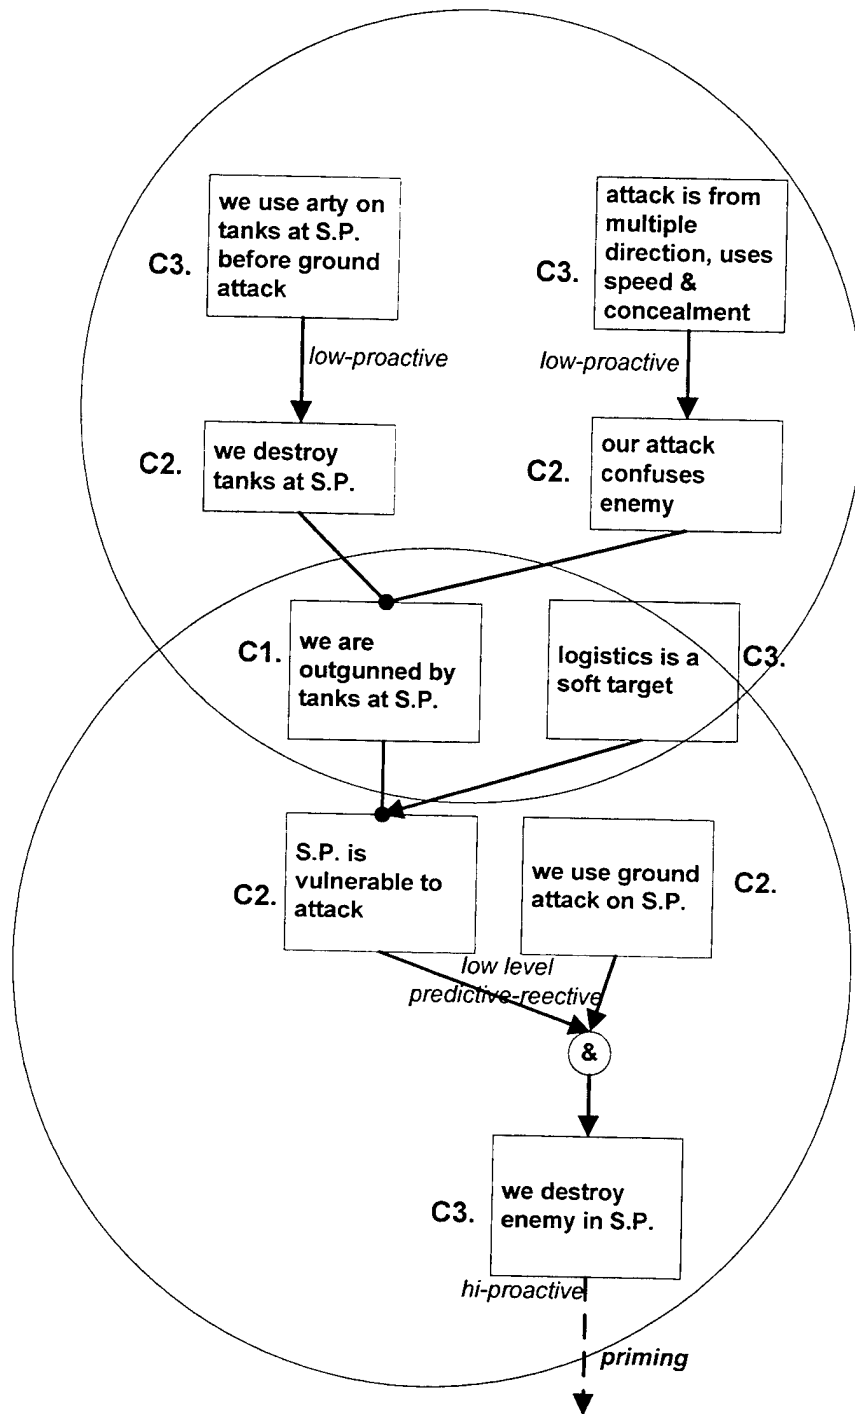 we use arty on
tanks at S.P.
before ground
attack
C3.
attack is from
multiple
direction, uses
speed &
concealment
C3.
low-proactive
low-proactive
C2.
we destroy
tanks at S.P.
C2.
our attack
confuses
enemy
C1.
we are
outgunned by
tanks at S.P.
logistics is a
soft target
C3.
C2.
S.P. is
vulnerable to
attack
we use ground
attack on S.P.
C2.
low level
predictive-reective
&
C3.
we destroy
enemy in S.P.
hi-proactive
priming